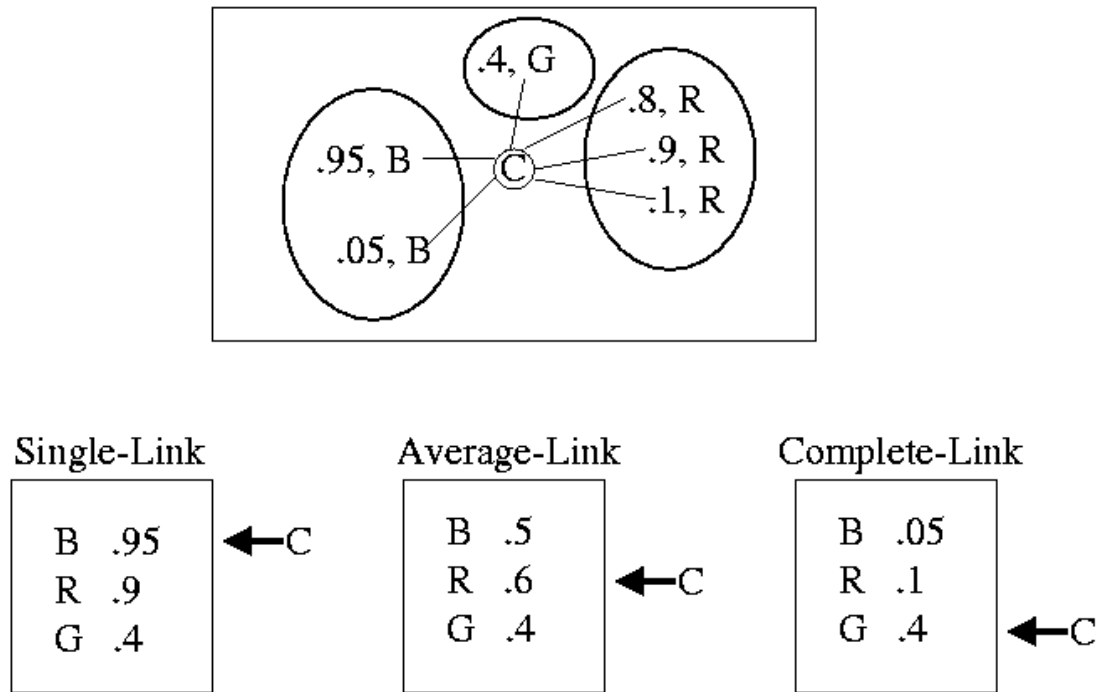 .4, G
.8, R
.95, B
C
.9, R
.1, R
.05, B
Single-Link
B .95
R .9
G .4
C
Average-Link
B .5
R .6
G .4
C
Complete-Link
B .05
R .1
G .4
C